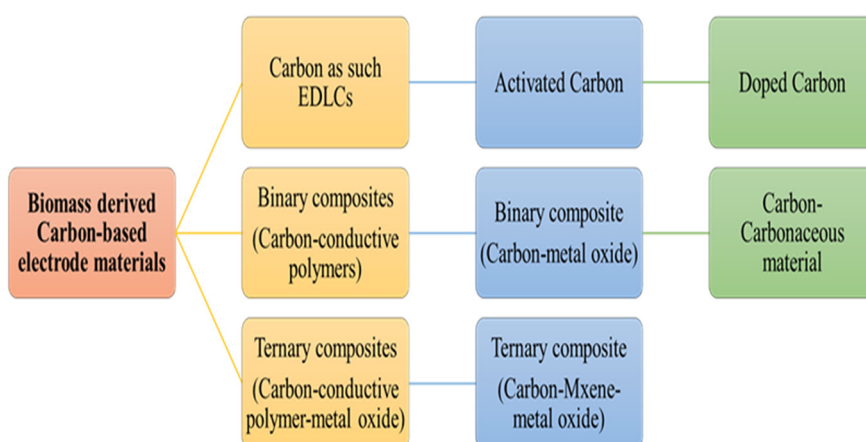 Carbon as such
EDLCs
Activated Carbon
Doped Carbon
Biomass derived
Carbon-based
electrode materials
Binary composites
(Carbon-conductive
polymers)
Binary composite
(Carbon-metal oxide)
Carbon-
Carbonaceous
material
Ternary composites
(Carbon-conductive
polymer-metal oxide)
Ternary composite
(Carbon-Mxene-
metal oxide)